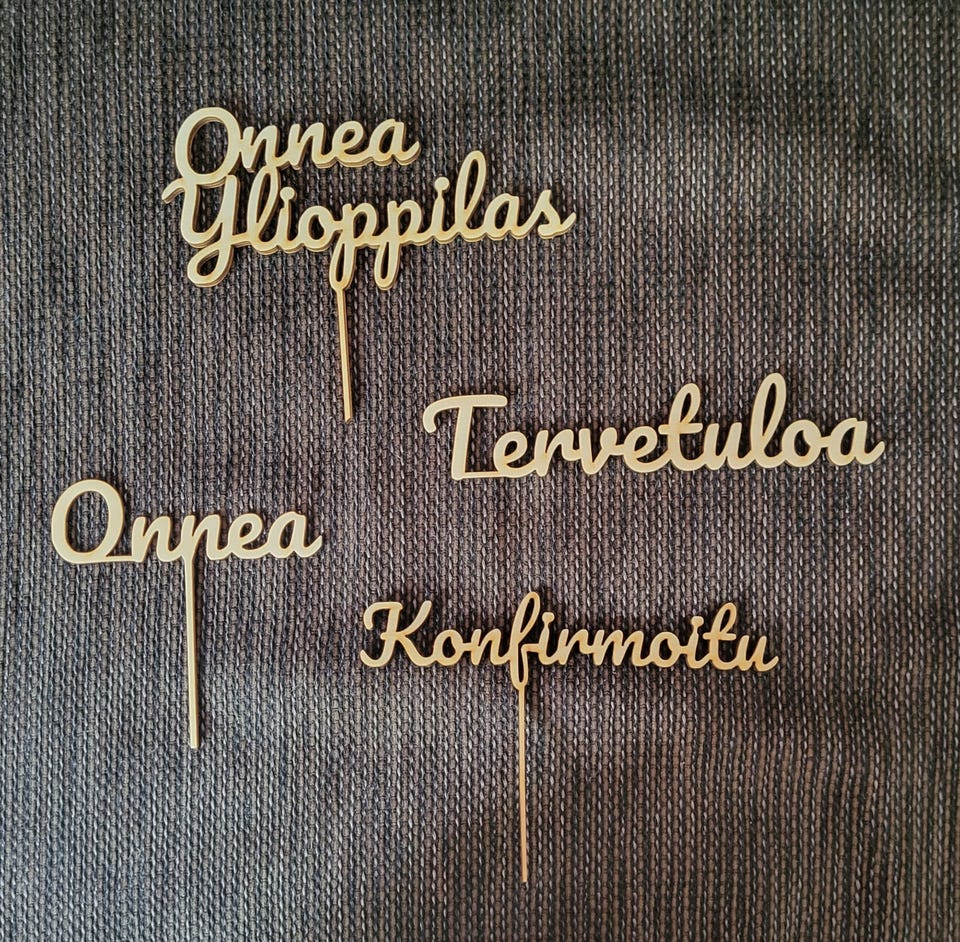 Onnea
Ylioppilas
Tervetuloa
Onnea
Konfirmoitu